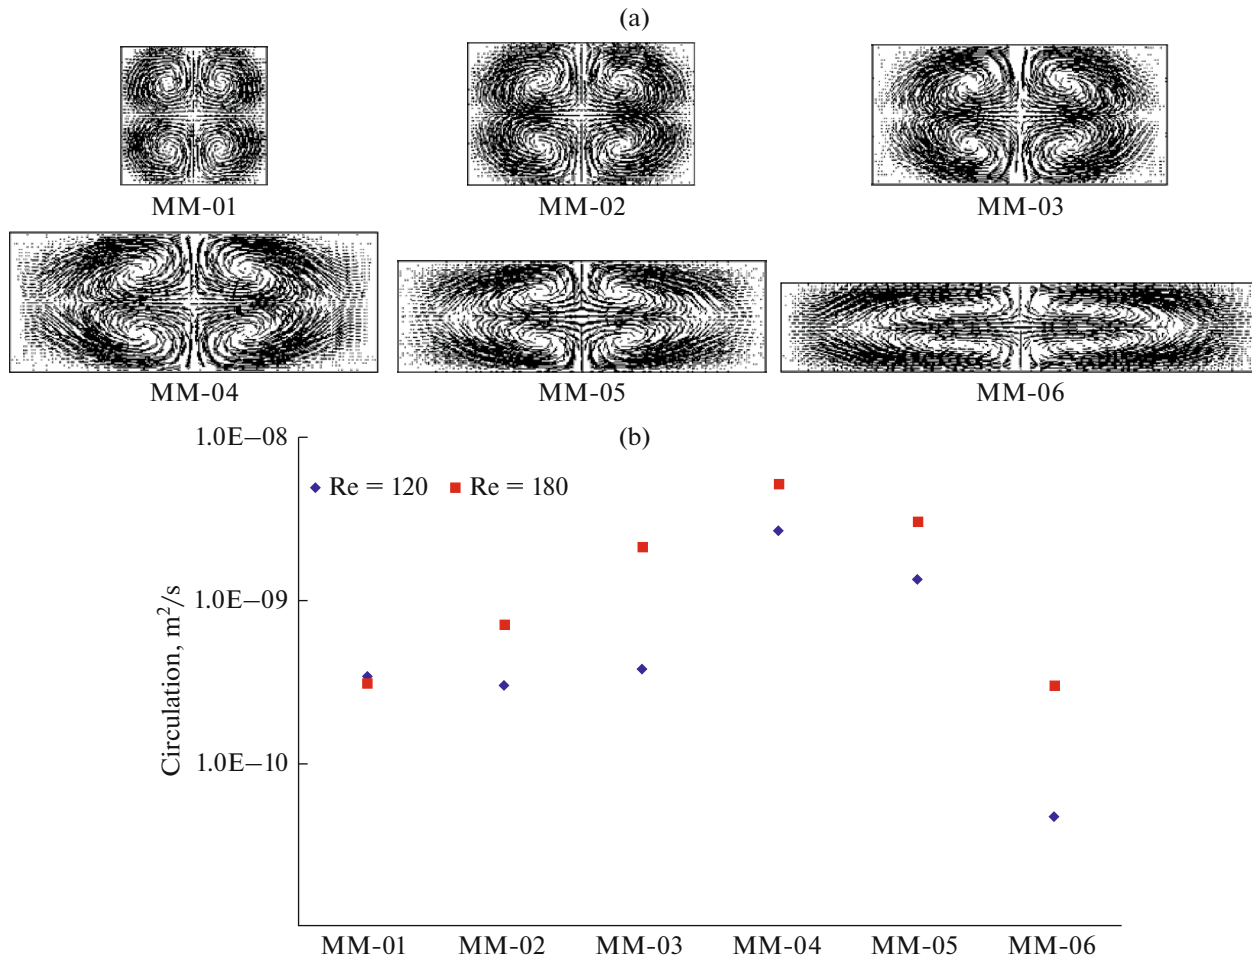 (a)
MM-01 MM-02 MM-03
MM-04 MM-05 MM-06
(b)
1.0E−08
Re = 120 Re = 180
1.0E−09
1.0E−10
Circulation, m²/s
MM-01 MM-02 MM-03 MM-04 MM-05 MM-06